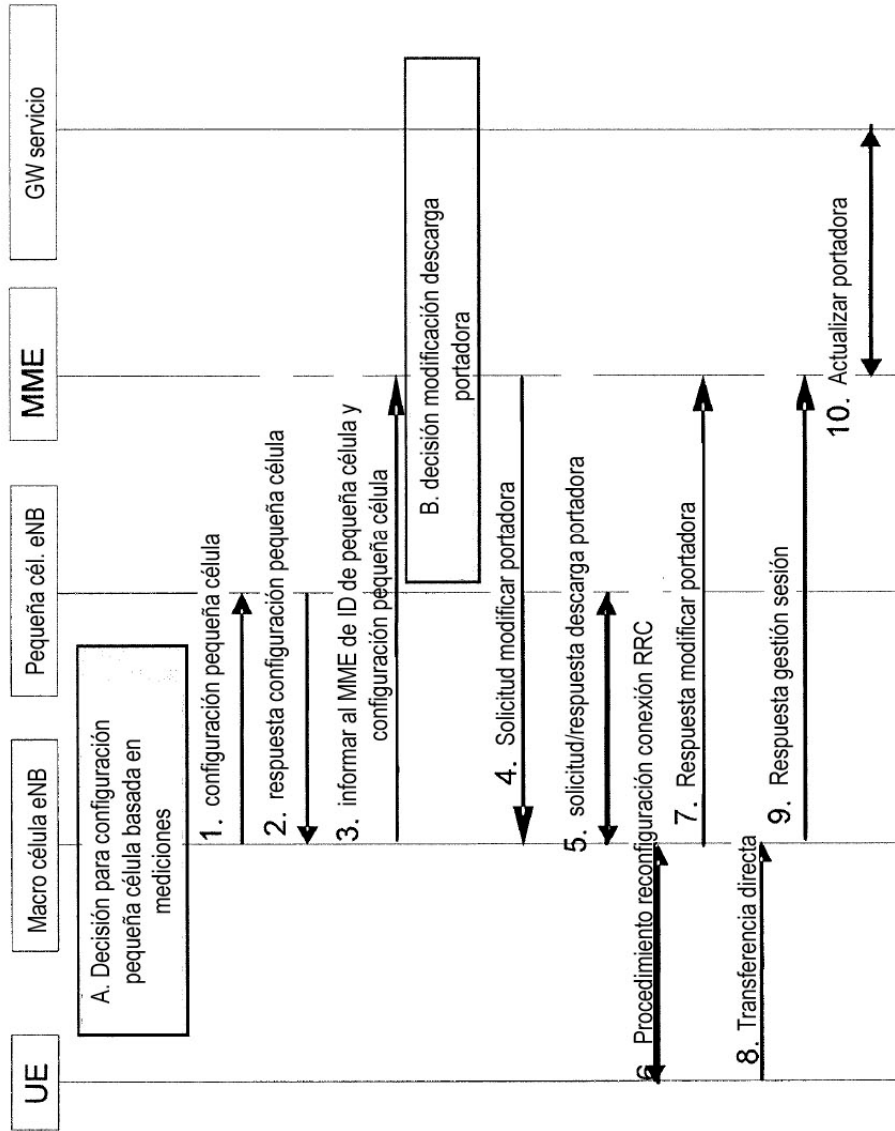 UE
Macro célula eNB
Pequeña cél. eNB
MME
GW servicio
A. Decisión para configuración
pequeña célula basada en
mediciones
1. configuración pequeña célula
2. respuesta configuración pequeña célula
3. informar al MME de ID de pequeña célula y
configuración pequeña célula
B. decisión modificación descarga
portadora
4. Solicitud modificar portadora
5. solicitud/respuesta descarga portadora
6. Procedimiento reconfiguración conexión RRC
7. Respuesta modificar portadora
8. Transferencia directa
9. Respuesta gestión sesión
10. Actualizar portadora